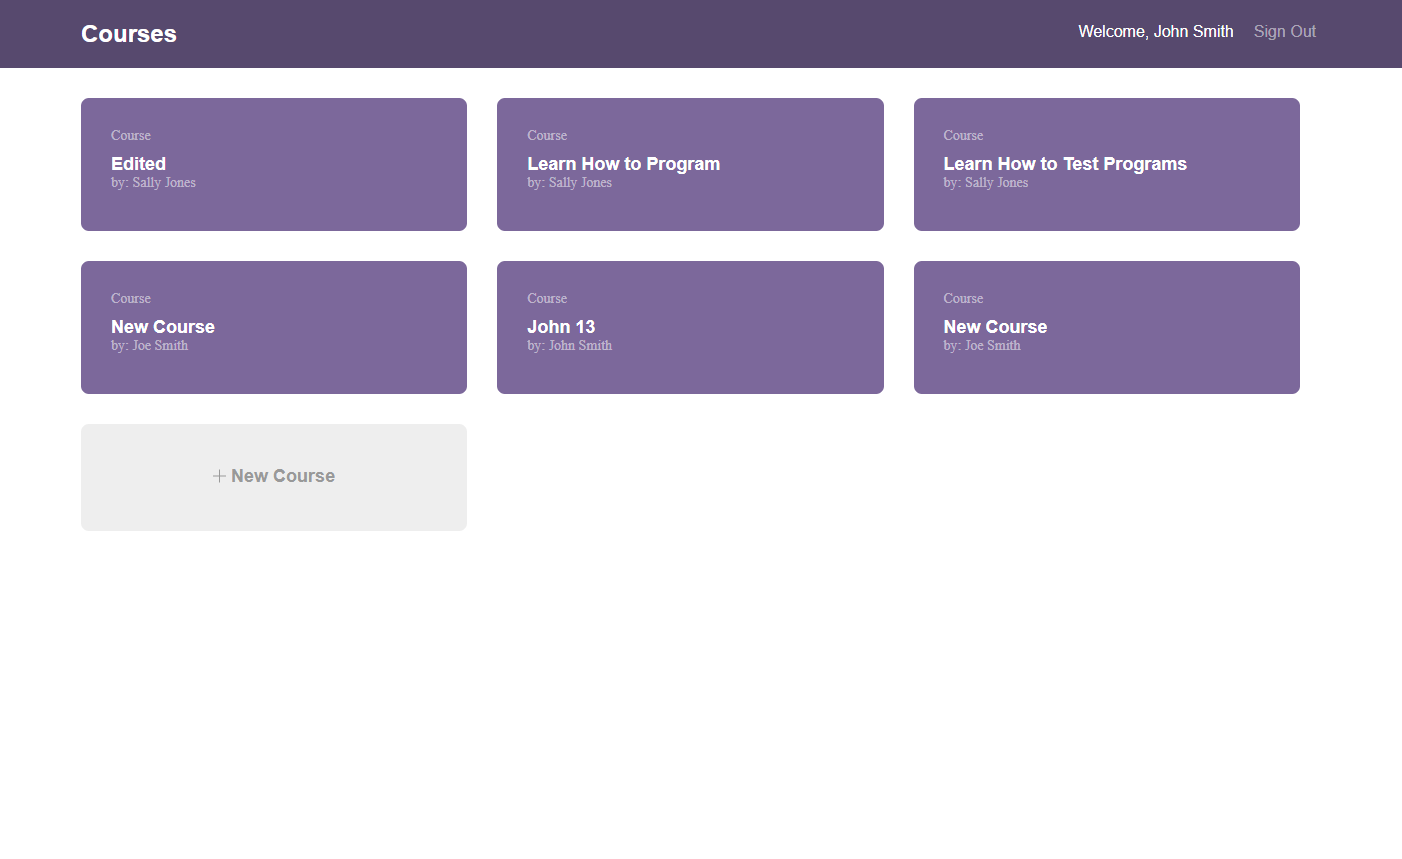 Courses
Welcome, John Smith
Sign Out
Course
Edited
by: Sally Jones
Course
Learn How to Program
by: Sally Jones
Course
Learn How to Test Programs
by: Sally Jones
Course
New Course
by: Joe Smith
Course
John 13
by: John Smith
Course
New Course
by: Joe Smith
+ New Course